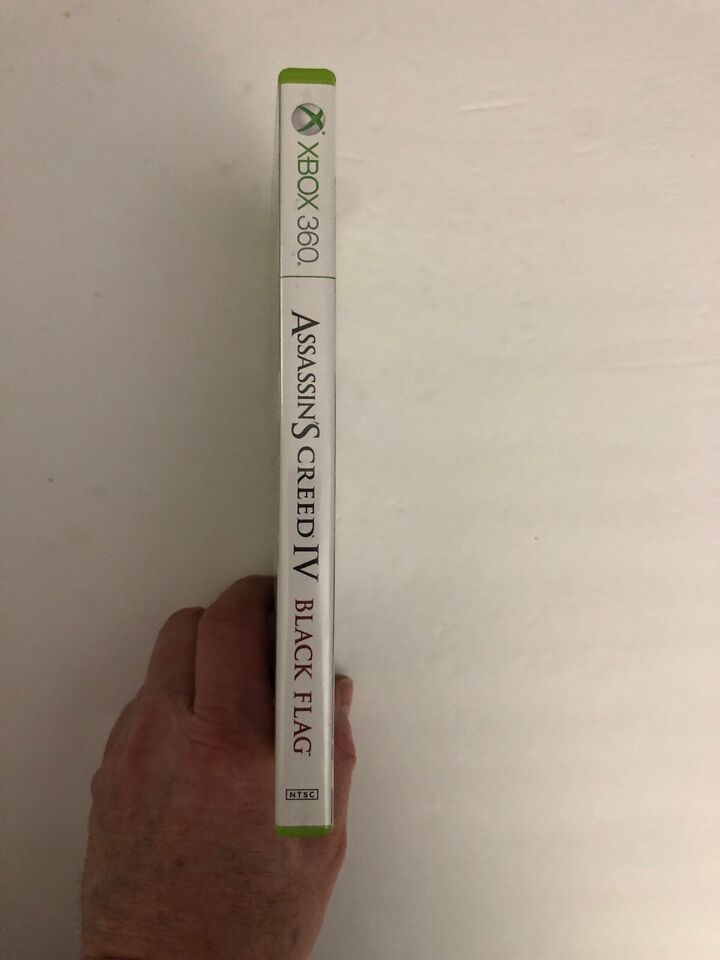 XBOX 360
ASSASSIN'S CREED IV BLACK FLAG
NTSC